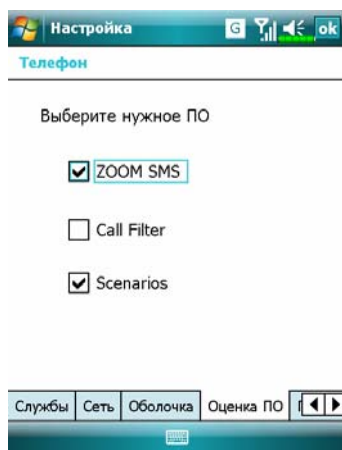 Настройка G ok
Телефон
Выберите нужное ПО
ZOOM SMS
Call Filter
Scenarios
Службы Сеть Оболочка Оценка ПО